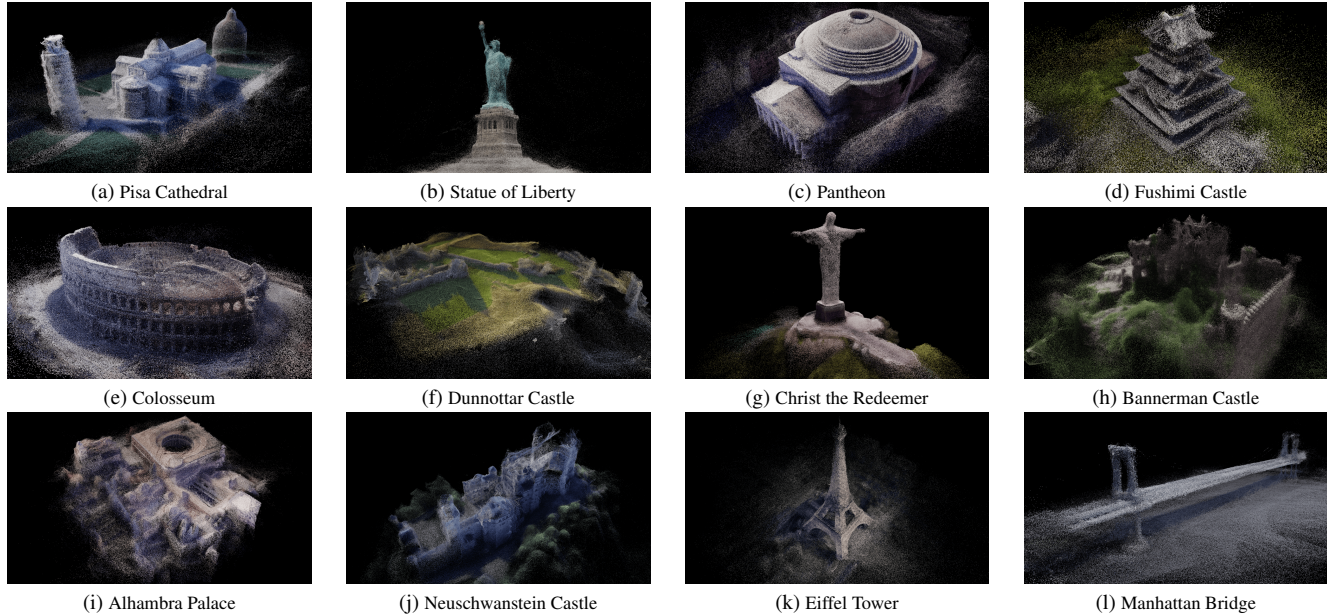 (a) Pisa Cathedral
(b) Statue of Liberty
(c) Pantheon
(d) Fushimi Castle
(e) Colosseum
(f) Dunnottar Castle
(g) Christ the Redeemer
(h) Bannerman Castle
(i) Alhambra Palace
(j) Neuschwanstein Castle
(k) Eiffel Tower
(l) Manhattan Bridge